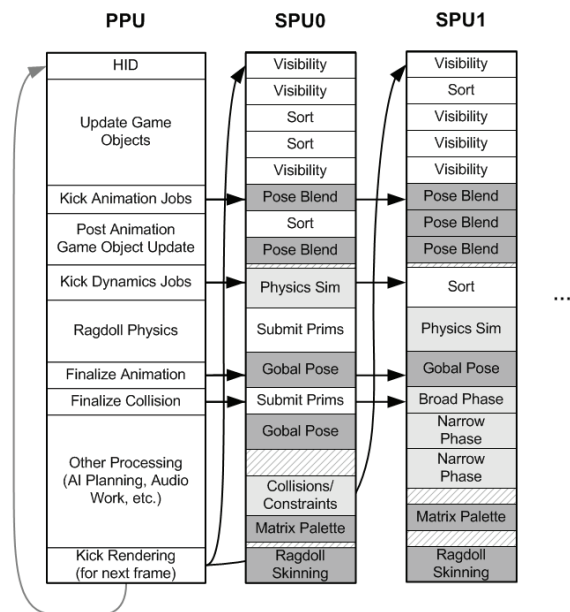 PPU
HID
Update Game
Objects
Kick Animation Jobs
Post Animation
Game Object Update
Kick Dynamics Jobs
Ragdoll Physics
Finalize Animation
Finalize Collision
Other Processing
(AI Planning, Audio
Work, etc.)
Kick Rendering
(for next frame)
SPU0
Visibility
Visibility
Sort
Sort
Visibility
Pose Blend
Sort
Pose Blend
Physics Sim
Submit Prims
Gobal Pose
Submit Prims
Gobal Pose
Collisions/
Constraints
Matrix Palette
Ragdoll
Skinning
SPU1
Visibility
Sort
Visibility
Visibility
Visibility
Pose Blend
Pose Blend
Pose Blend
Sort
Physics Sim
Gobal Pose
Broad Phase
Narrow
Phase
Narrow
Phase
Matrix Palette
Ragdoll
Skinning
...